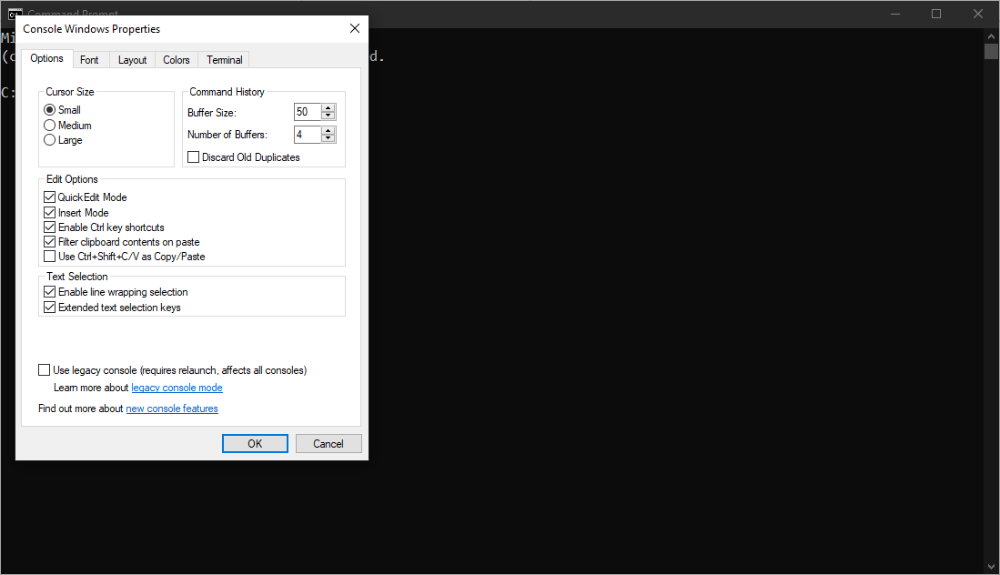 Command Prompt
Console Windows Properties
Mi
Options Font Layout Colors Terminal
(c
d.
Cursor Size
Command History
C:
Small
Buffer Size: 50
Medium
Number of Buffers: 4
Large
Discard Old Duplicates
Edit Options
QuickEdit Mode
Insert Mode
Enable Ctrl key shortcuts
Filter clipboard contents on paste
Use Ctrl+Shift+C/V as Copy/Paste
Text Selection
Enable line wrapping selection
Extended text selection keys
Use legacy console (requires relaunch, affects all consoles)
Learn more about legacy console mode
Find out more about new console features
OK Cancel